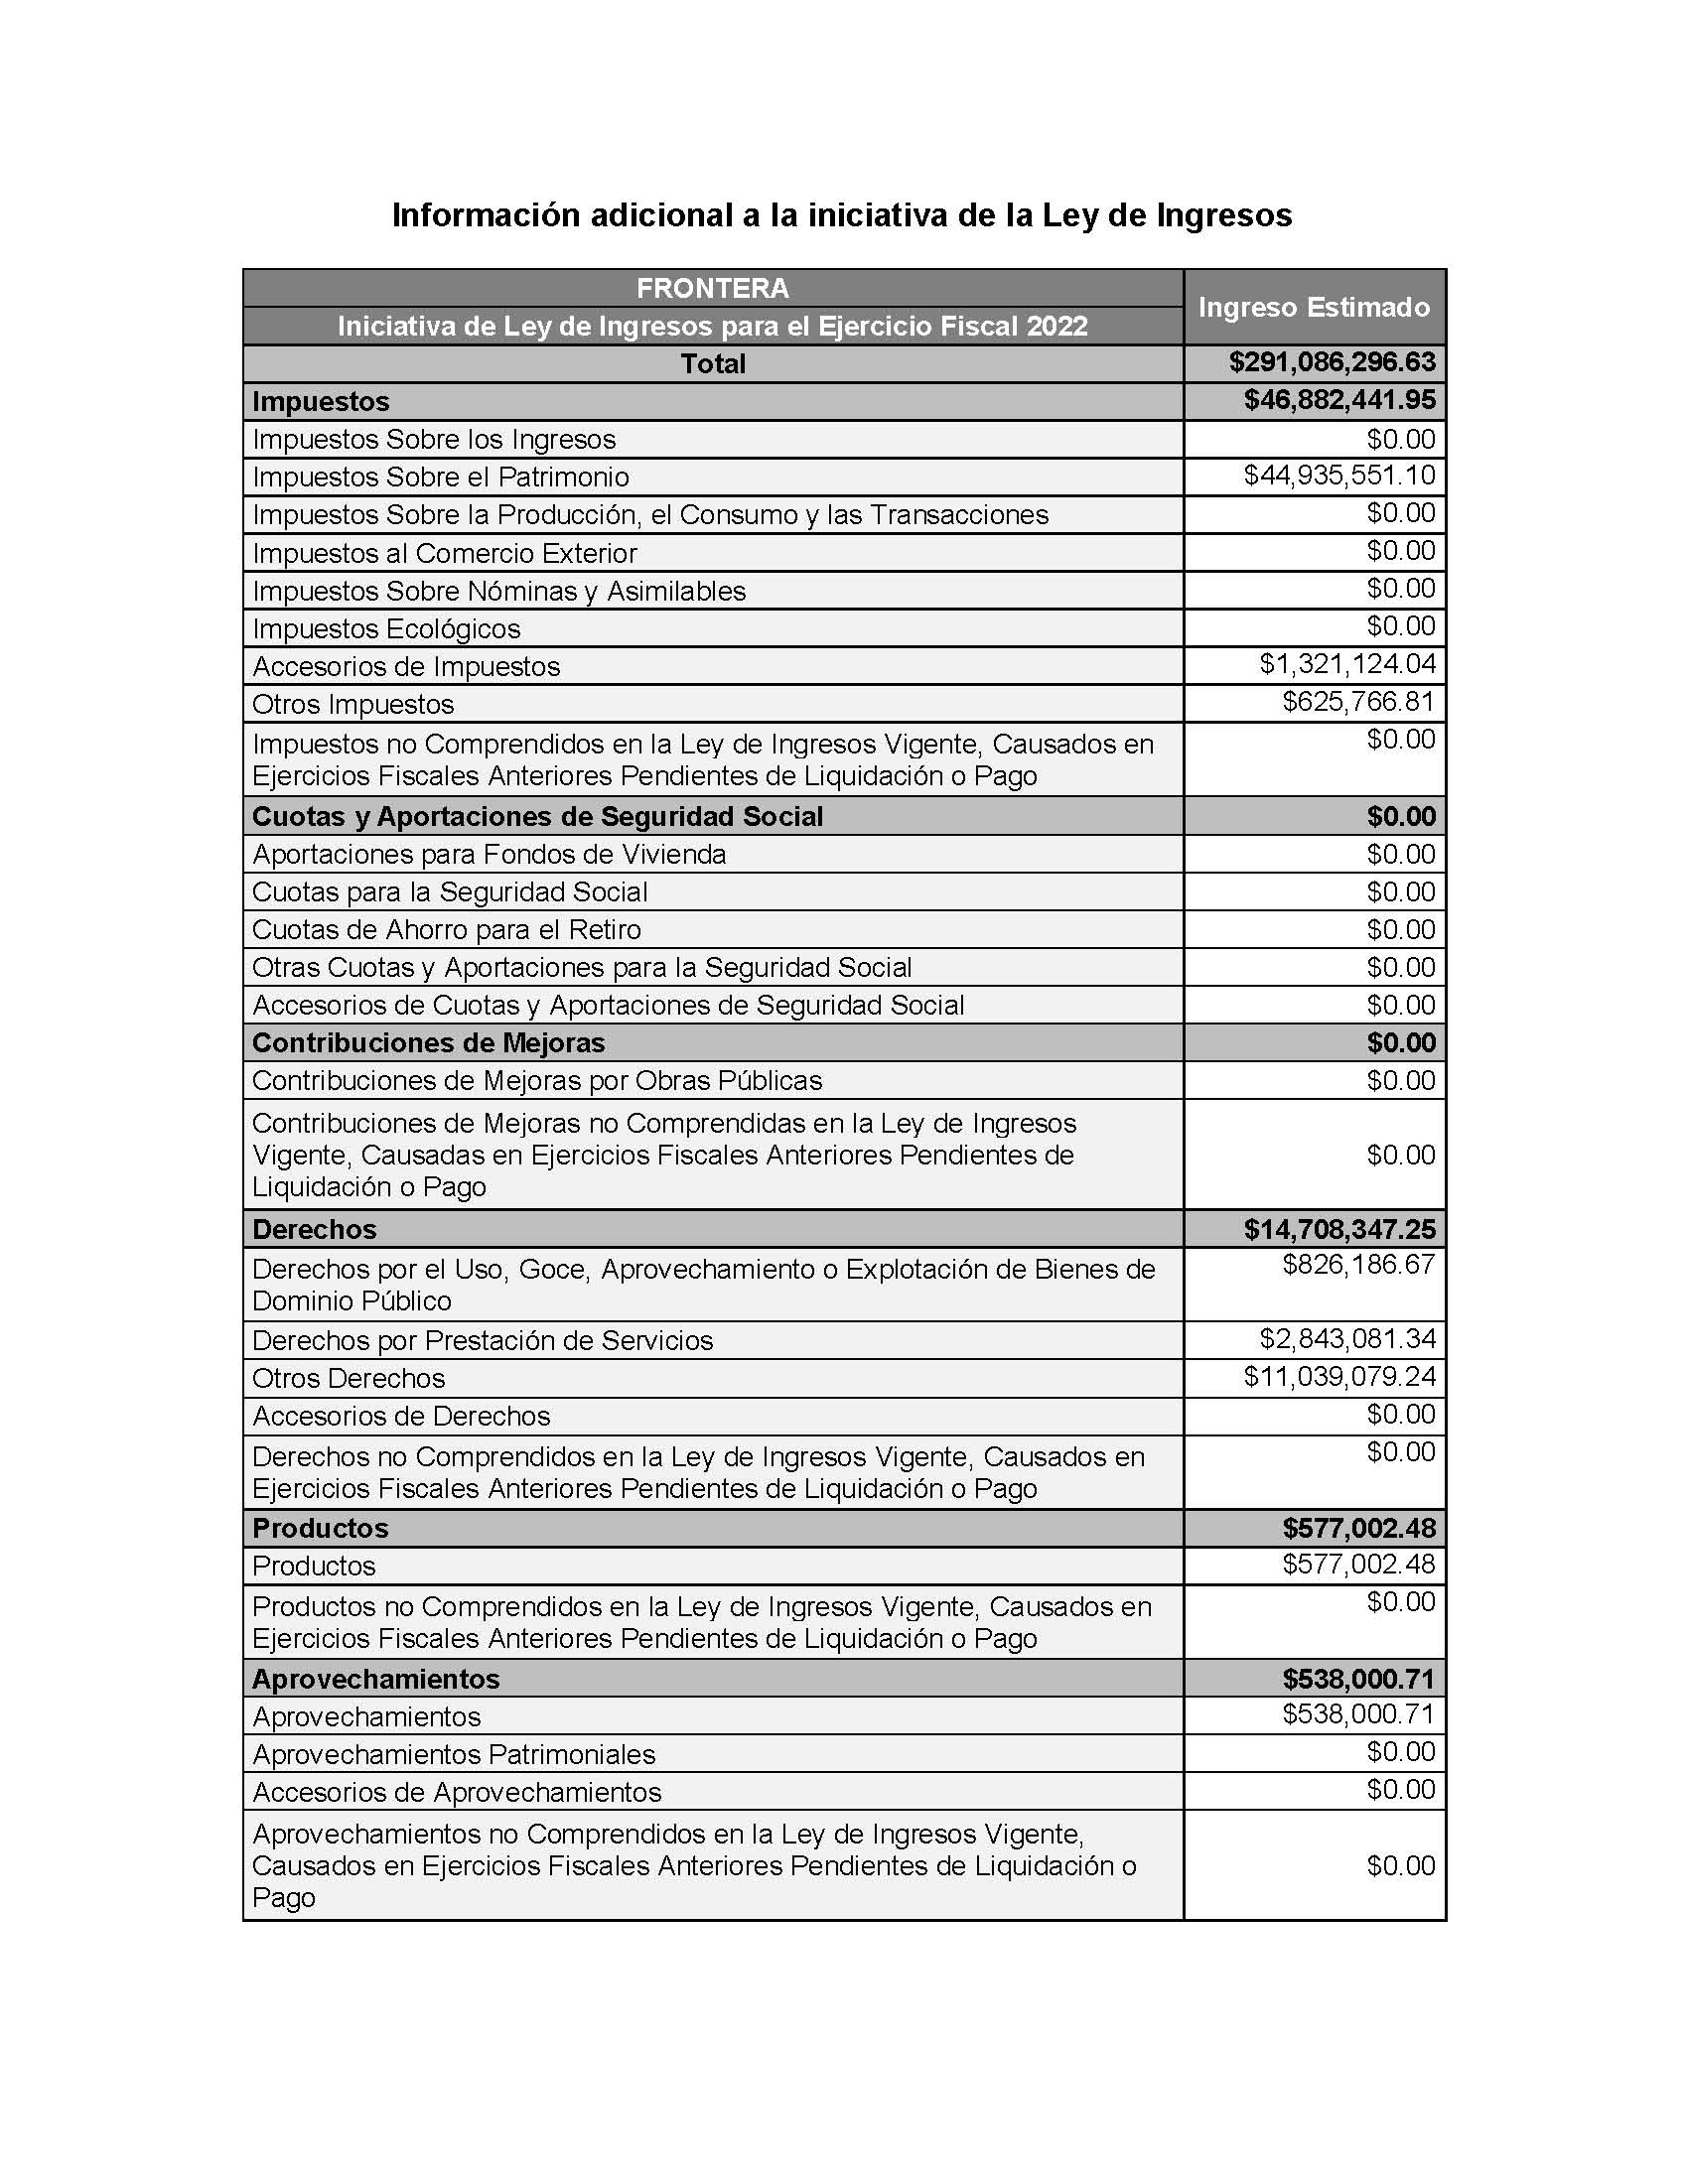 Información adicional a la iniciativa de la Ley de Ingresos
FRONTERA
Ingreso Estimado
Iniciativa de Ley de Ingresos para el Ejercicio Fiscal 2022
Total $291,086,296.63
Impuestos $46,882,441.95
Impuestos Sobre los Ingresos $0.00
Impuestos Sobre el Patrimonio $44,935,551.10
Impuestos Sobre la Producción, el Consumo y las Transacciones $0.00
Impuestos al Comercio Exterior $0.00
Impuestos Sobre Nóminas y Asimilables $0.00
Impuestos Ecológicos $0.00
Accesorios de Impuestos $1,321,124.04
Otros Impuestos $625,766.81
Impuestos no Comprendidos en la Ley de Ingresos Vigente, Causados en $0.00
Ejercicios Fiscales Anteriores Pendientes de Liquidación o Pago
Cuotas y Aportaciones de Seguridad Social $0.00
Aportaciones para Fondos de Vivienda $0.00
Cuotas para la Seguridad Social $0.00
Cuotas de Ahorro para el Retiro $0.00
Otras Cuotas y Aportaciones para la Seguridad Social $0.00
Accesorios de Cuotas y Aportaciones de Seguridad Social $0.00
Contribuciones de Mejoras $0.00
Contribuciones de Mejoras por Obras Públicas $0.00
Contribuciones de Mejoras no Comprendidas en la Ley de Ingresos
Vigente, Causadas en Ejercicios Fiscales Anteriores Pendientes de $0.00
Liquidación o Pago
Derechos $14,708,347.25
Derechos por el Uso, Goce, Aprovechamiento o Explotación de Bienes de $826,186.67
Dominio Público
Derechos por Prestación de Servicios $2,843,081.34
Otros Derechos $11,039,079.24
Accesorios de Derechos $0.00
Derechos no Comprendidos en la Ley de Ingresos Vigente, Causados en $0.00
Ejercicios Fiscales Anteriores Pendientes de Liquidación o Pago
Productos $577,002.48
Productos $577,002.48
Productos no Comprendidos en la Ley de Ingresos Vigente, Causados en $0.00
Ejercicios Fiscales Anteriores Pendientes de Liquidación o Pago
Aprovechamientos $538,000.71
Aprovechamientos $538,000.71
Aprovechamientos Patrimoniales $0.00
Accesorios de Aprovechamientos $0.00
Aprovechamientos no Comprendidos en la Ley de Ingresos Vigente,
Causados en Ejercicios Fiscales Anteriores Pendientes de Liquidación o $0.00
Pago